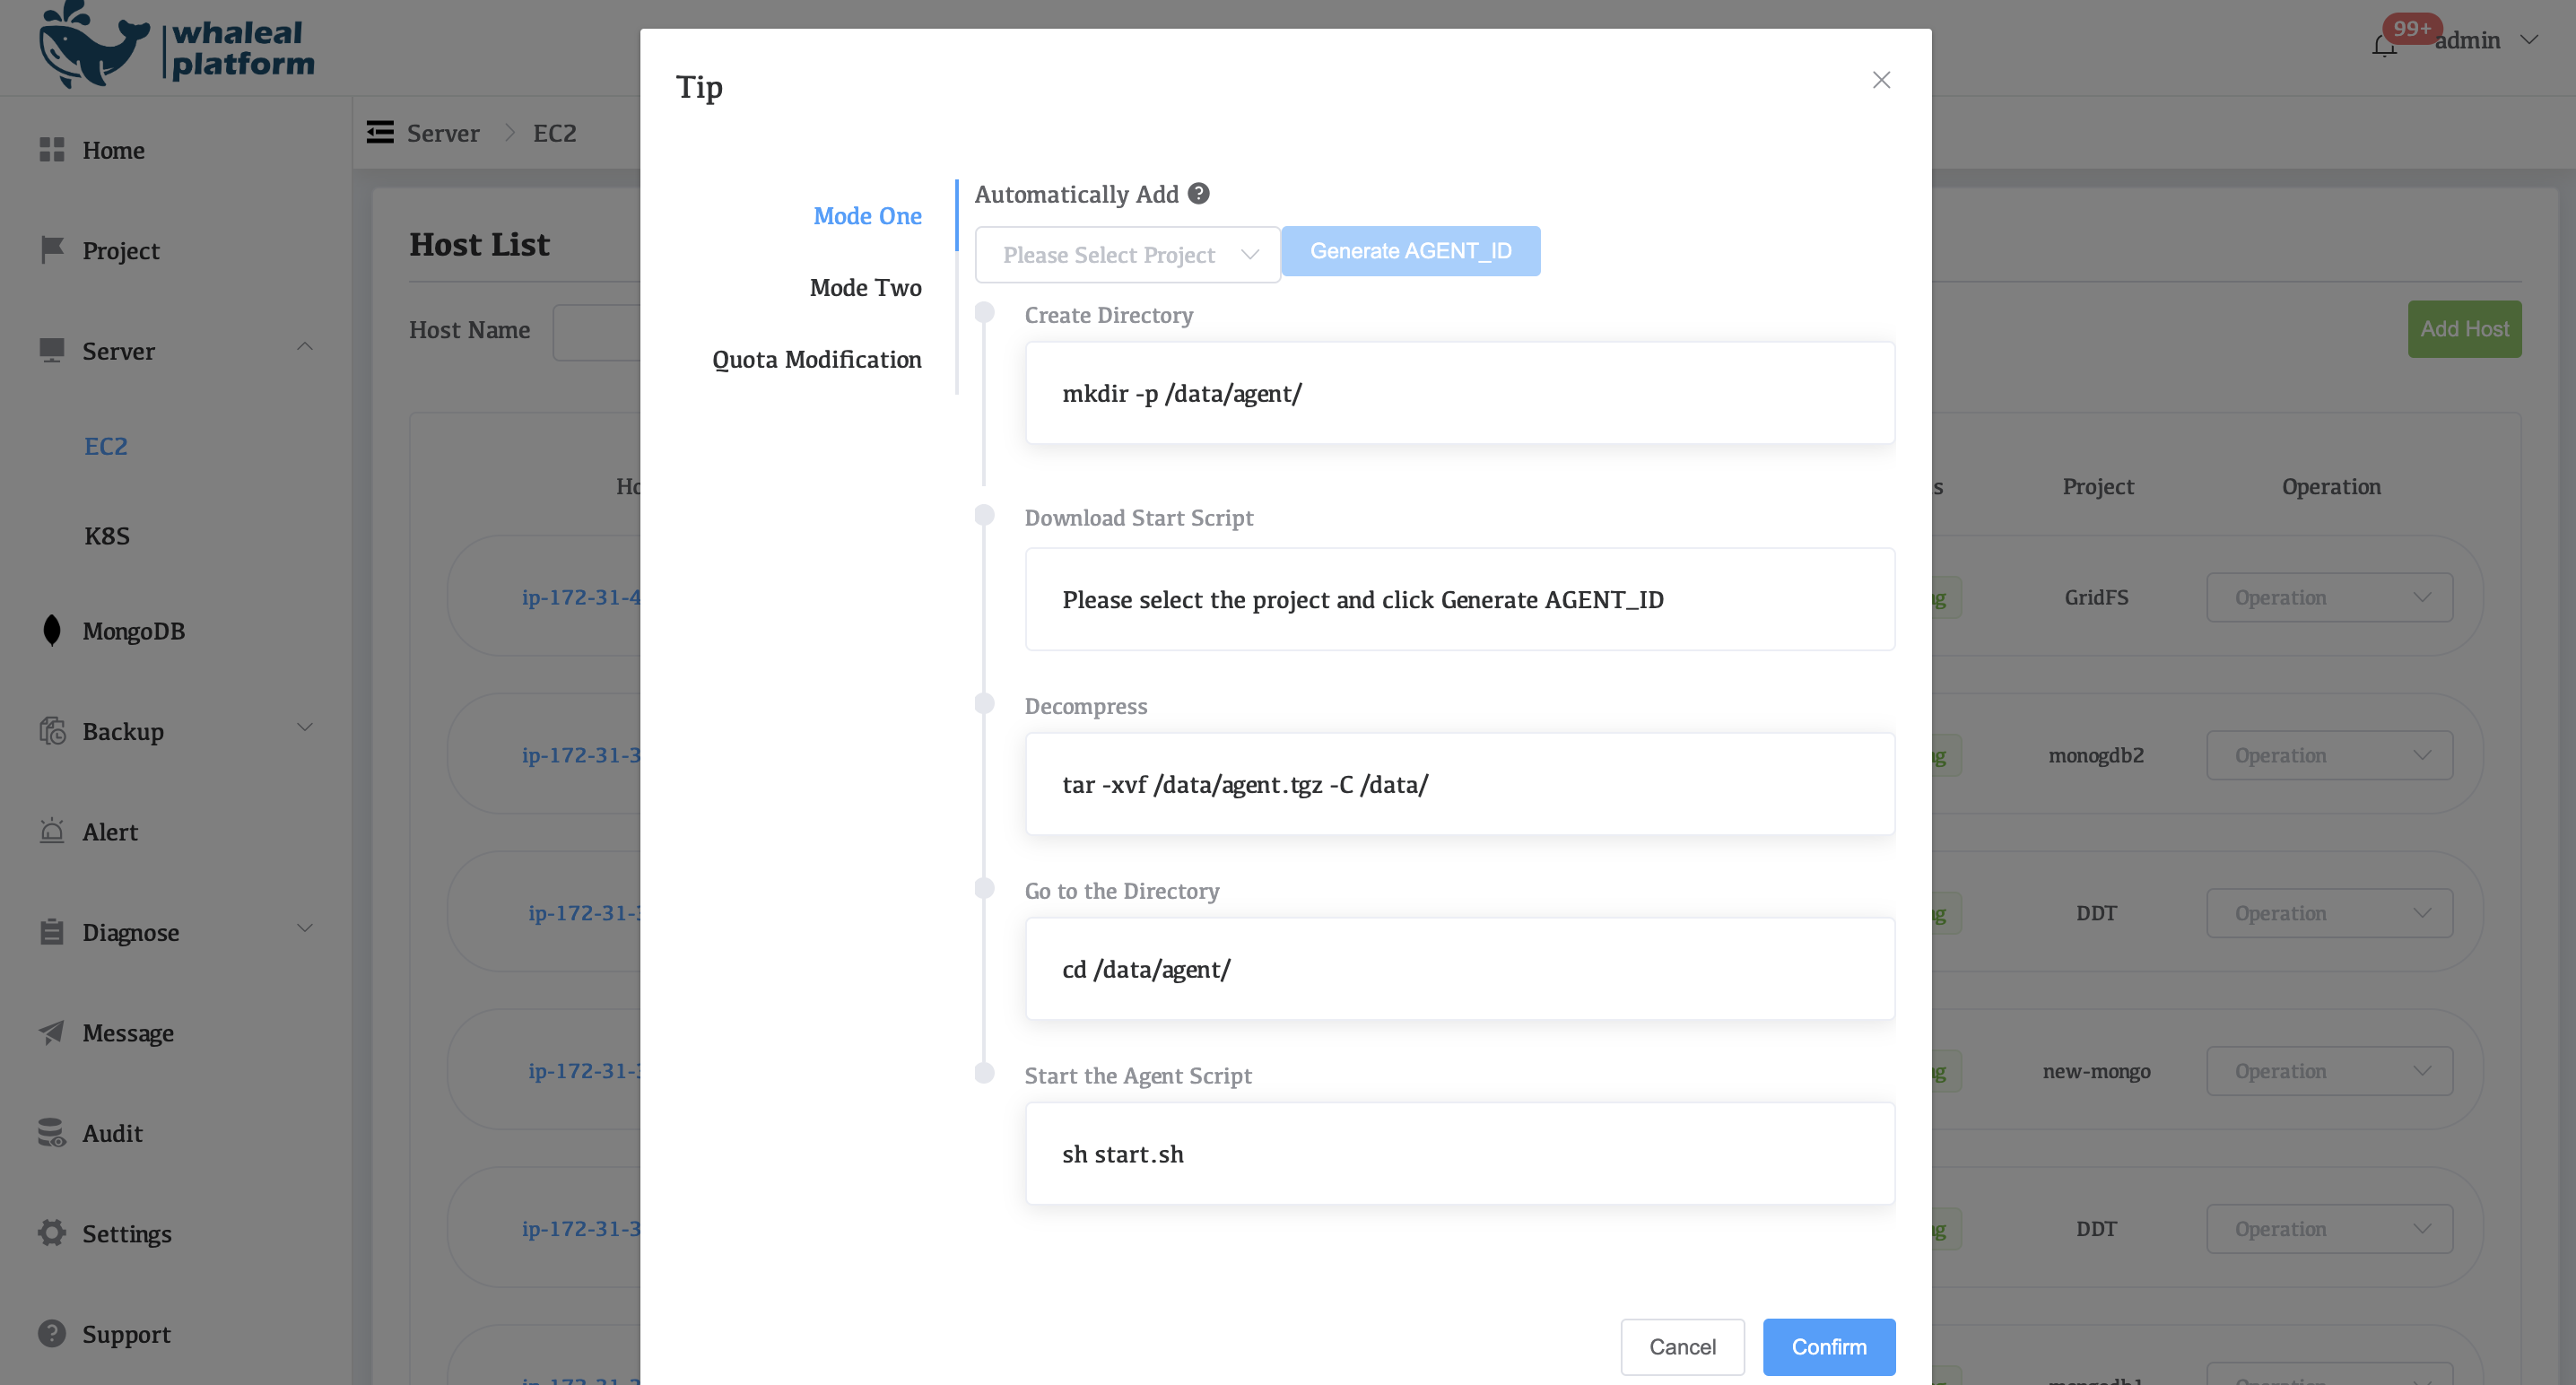 whaleal
platform
99+
admin
Home
Project
Server
EC2
K8S
MongoDB
Backup
Alert
Diagnose
Message
Audit
Settings
Support
Server
EC2
Host List
Host Name
Add Host
Project
Operation
ip-172-31-4
GridFS
Operation
ip-172-31-3
monogdb2
Operation
ip-172-31-
DDT
Operation
ip-172-31-
new-mongo
Operation
ip-172-31-3
DDT
Operation
Tip
Mode One
Mode Two
Quota Modification
Automatically Add
Please Select Project
Generate AGENT_ID
Create Directory
mkdir -p /data/agent/
Download Start Script
Please select the project and click Generate AGENT_ID
Decompress
tar -xvf /data/agent.tgz -C /data/
Go to the Directory
cd /data/agent/
Start the Agent Script
sh start.sh
Cancel
Confirm